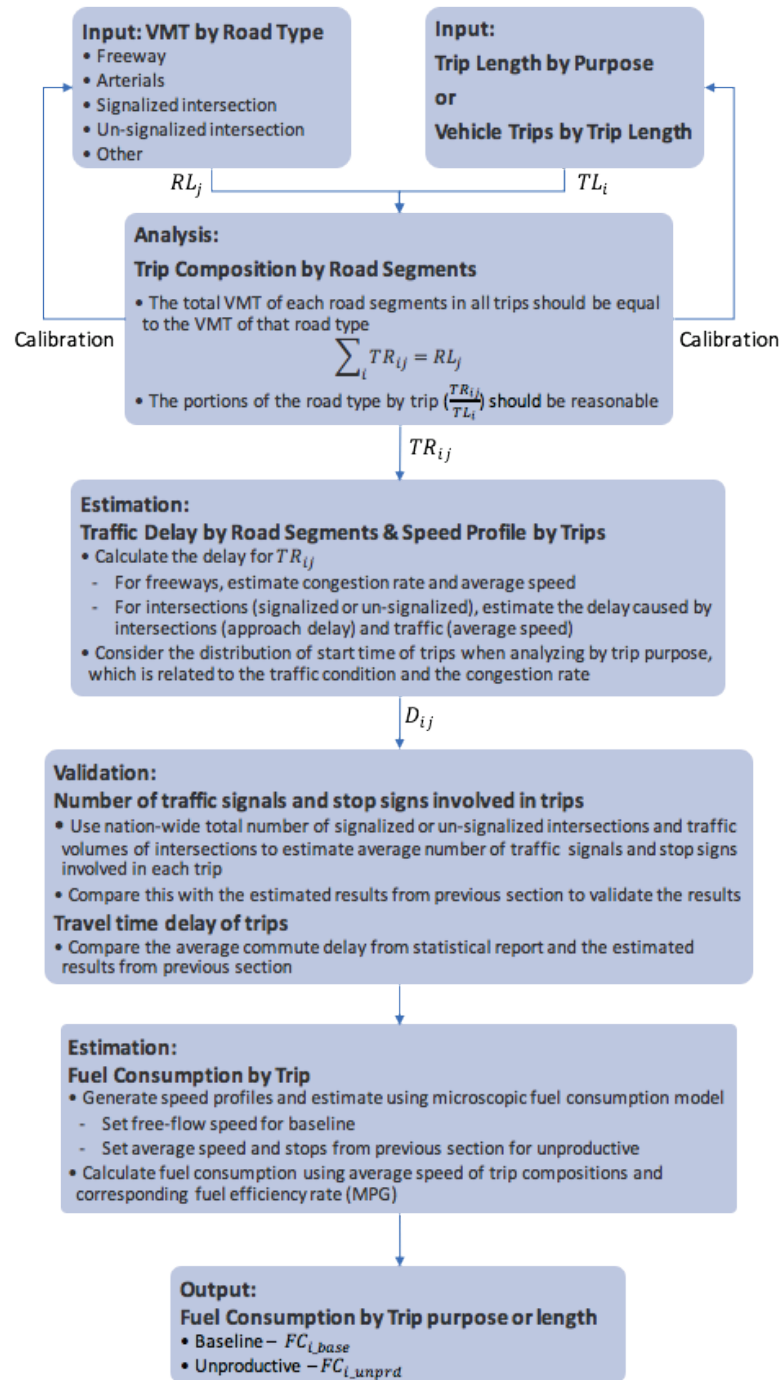 Input: VMT by Road Type
• Freeway
• Arterials
• Signalized intersection
• Un-signalized intersection
• Other
Input:
Trip Length by Purpose
or
Vehicle Trips by Trip Length
RL_j
TL_i
Analysis:
Trip Composition by Road Segments
• The total VMT of each road segments in all trips should be equal
to the VMT of that road type
∑_i TR_ij = RL_j
• The portions of the road type by trip (TR_ij/TL_i) should be reasonable
Calibration
Calibration
TR_ij
Estimation:
Traffic Delay by Road Segments & Speed Profile by Trips
• Calculate the delay for TR_ij
- For freeways, estimate congestion rate and average speed
- For intersections (signalized or un-signalized), estimate the delay caused by
intersections (approach delay) and traffic (average speed)
• Consider the distribution of start time of trips when analyzing by trip purpose,
which is related to the traffic condition and the congestion rate
D_ij
Validation:
Number of traffic signals and stop signs involved in trips
• Use nation-wide total number of signalized or un-signalized intersections and traffic
volumes of intersections to estimate average number of traffic signals and stop signs
involved in each trip
• Compare this with the estimated results from previous section to validate the results
Travel time delay of trips
• Compare the average commute delay from statistical report and the estimated
results from previous section
Estimation:
Fuel Consumption by Trip
• Generate speed profiles and estimate using microscopic fuel consumption model
- Set free-flow speed for baseline
- Set average speed and stops from previous section for unproductive
• Calculate fuel consumption using average speed of trip compositions and
corresponding fuel efficiency rate (MPG)
Output:
Fuel Consumption by Trip purpose or length
• Baseline – FC_i_base
• Unproductive – FC_i_unprd